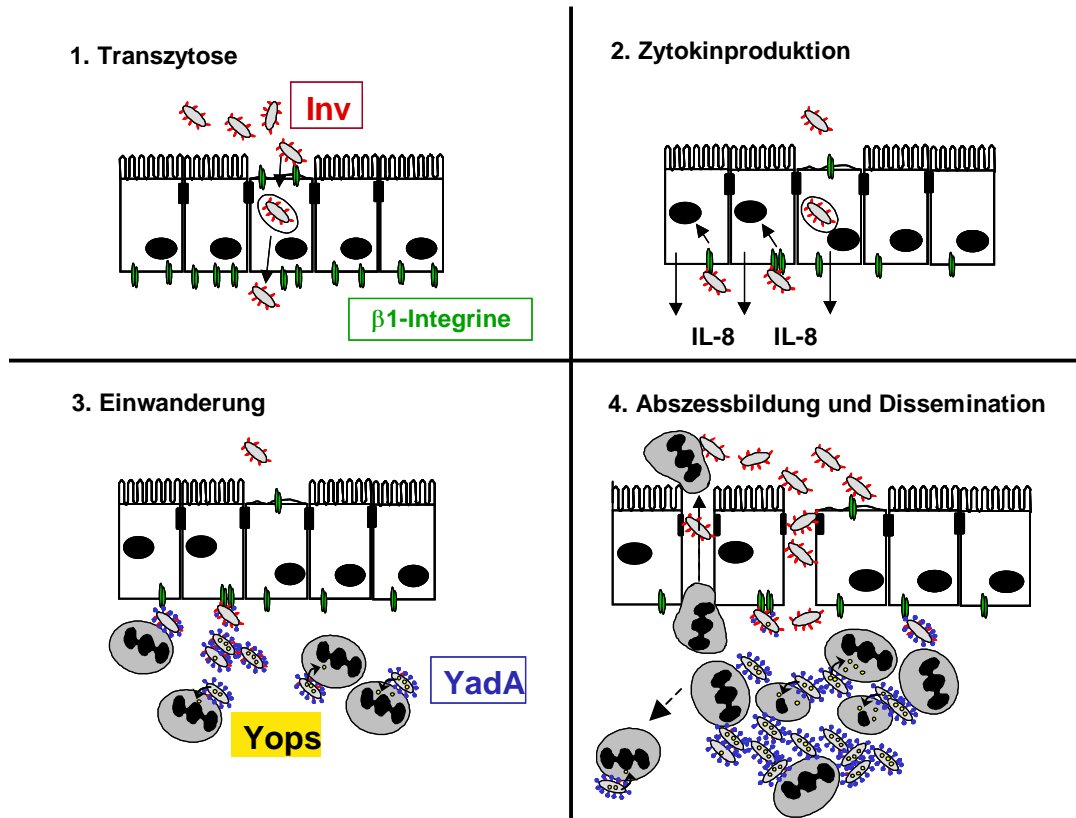 1. Transzytose
Inv
β1-Integrine
2. Zytokinproduktion
IL-8 IL-8
3. Einwanderung
YadA
Yops
4. Abszessbildung und Dissemination